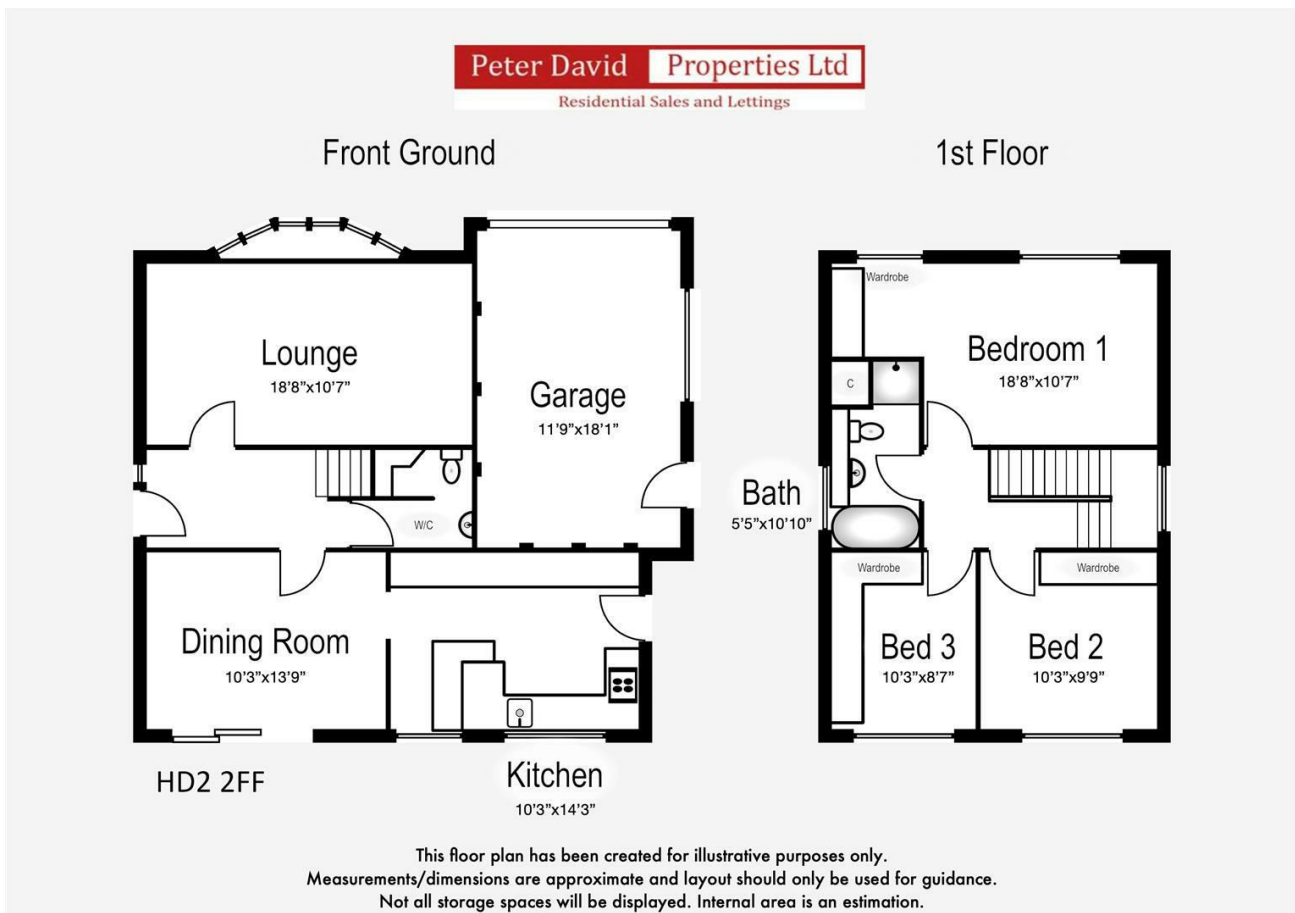 Peter David Properties Ltd
Residential Sales and Lettings
Front Ground
1st Floor
Lounge
18'8"x10'7"
Garage
11'9"x18'1"
W/C
Dining Room
10'3"x13'9"
Kitchen
10'3"x14'3"
HD2 2FF
Wardrobe
Bedroom 1
18'8"x10'7"
C
Bath
5'5"x10'10"
Wardrobe
Wardrobe
Bed 3
10'3"x8'7"
Bed 2
10'3"x9'9"
This floor plan has been created for illustrative purposes only.
Measurements/dimensions are approximate and layout should only be used for guidance.
Not all storage spaces will be displayed. Internal area is an estimation.